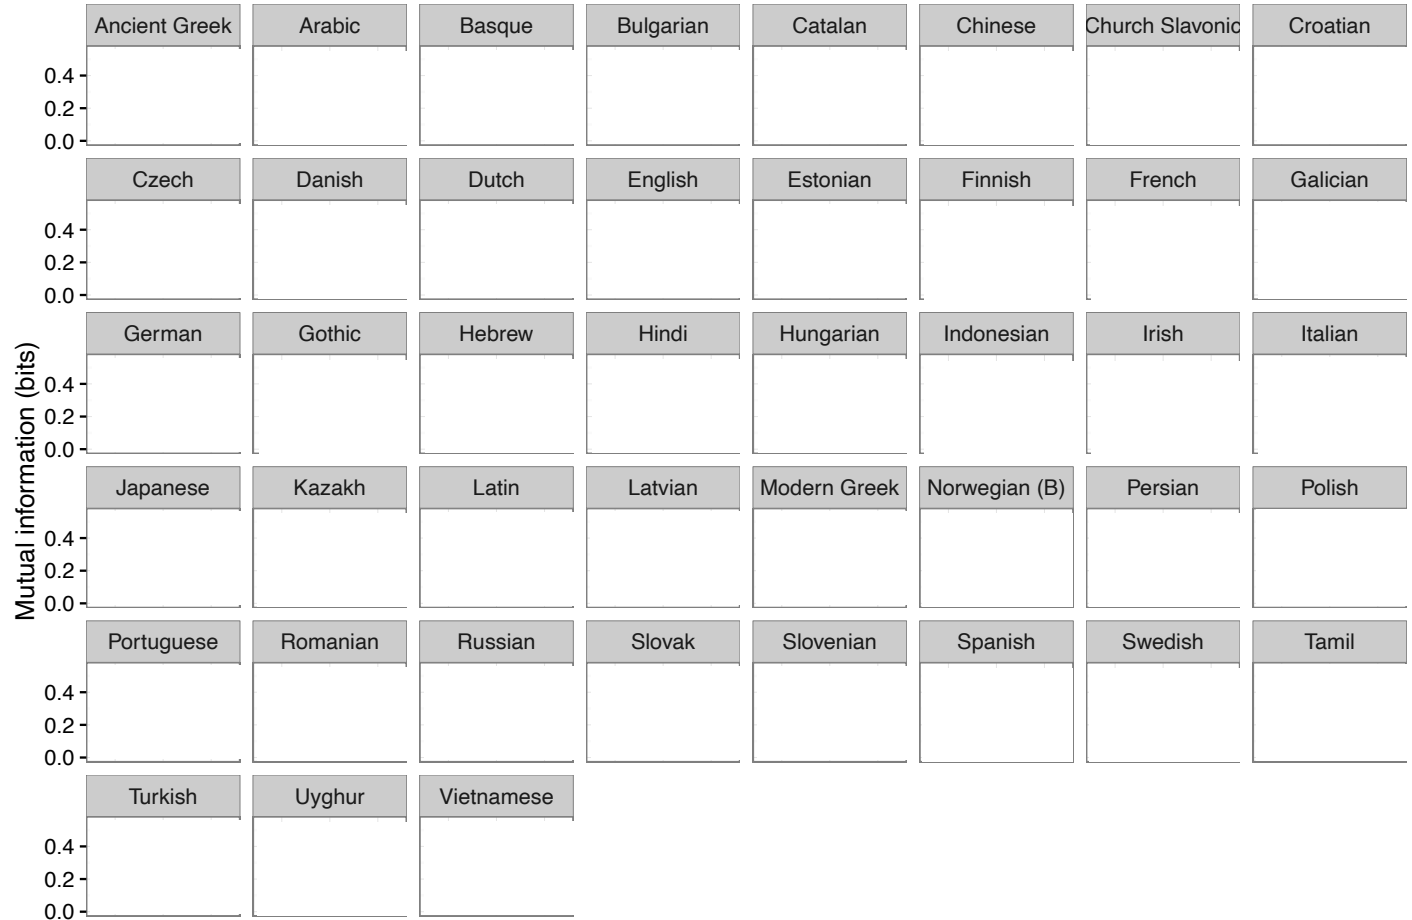 Ancient Greek Arabic Basque Bulgarian Catalan Chinese Church Slavonic Croatian
0.4
0.2
0.0
Czech Danish Dutch English Estonian Finnish French Galician
0.4
0.2
0.0
German Gothic Hebrew Hindi Hungarian Indonesian Irish Italian
0.4
0.2
0.0
Mutual information (bits)
Japanese Kazakh Latin Latvian Modern Greek Norwegian (B) Persian Polish
0.4
0.2
0.0
Portuguese Romanian Russian Slovak Slovenian Spanish Swedish Tamil
0.4
0.2
0.0
Turkish Uyghur Vietnamese
0.4
0.2
0.0